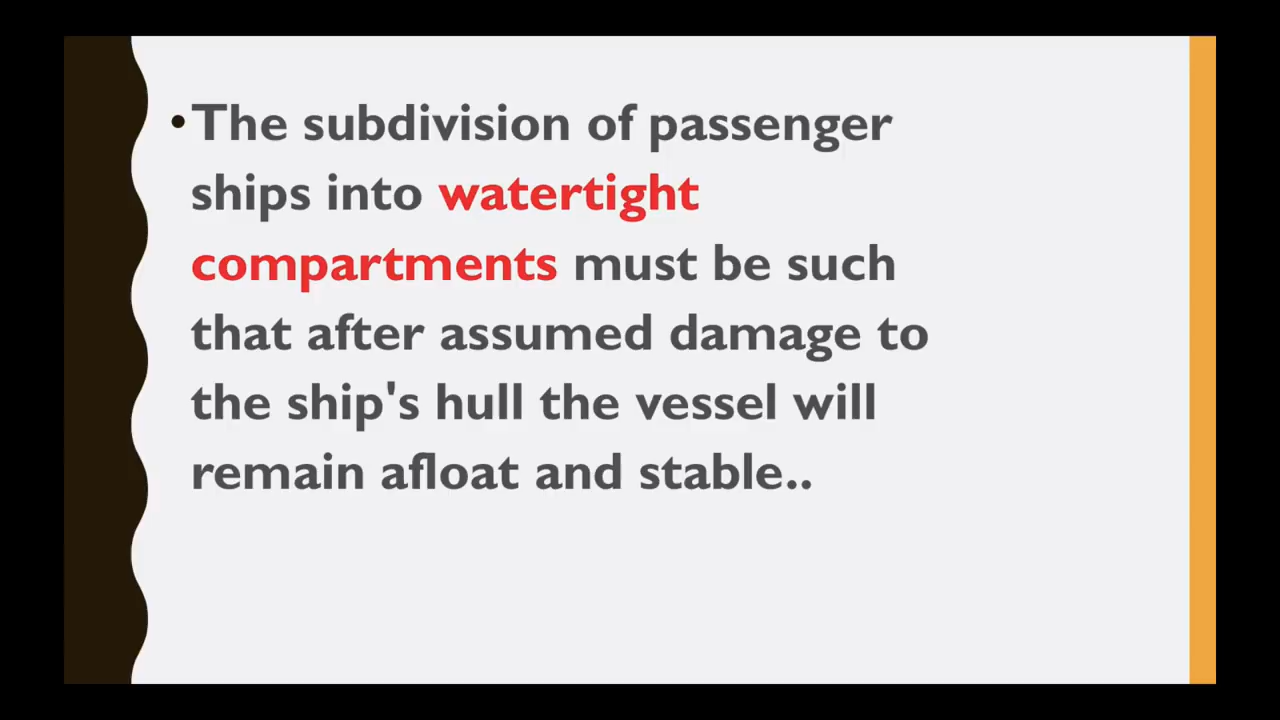 •The subdivision of passenger
ships into watertight
compartments must be such
that after assumed damage to
the ship's hull the vessel will
remain afloat and stable..